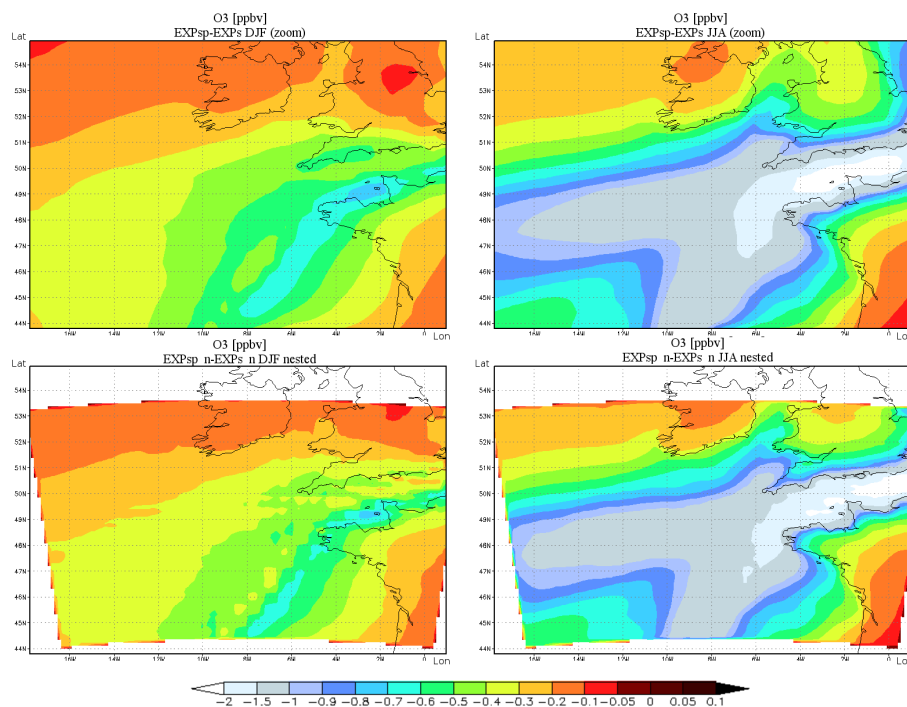 O3 [ppbv]
EXPsp-EXPs DJF (zoom)
Lat
54N
53N
52N
51N
50N
49N
48N
47N
46N
45N
44N
16W 14W 12W 10W 8W 6W 4W 2W 0 Lon
O3 [ppbv]
EXPsp-EXPs JJA (zoom)
Lat
54N
53N
52N
51N
50N
49N
48N
47N
46N
45N
44N
16W 14W 12W 10W 8W 6W 4W 2W 0 Lon
O3 [ppbv]
EXPsp_n-EXPs_n DJF nested
Lat
54N
53N
52N
51N
50N
49N
48N
47N
46N
45N
44N
16W 14W 12W 10W 8W 6W 4W 2W 0 Lon
O3 [ppbv]
EXPsp_n-EXPs_n JJA nested
Lat
54N
53N
52N
51N
50N
49N
48N
47N
46N
45N
44N
16W 14W 12W 10W 8W 6W 4W 2W 0 Lon
-2 -1.5 -1 -0.9 -0.8 -0.7 -0.6 -0.5 -0.4 -0.3 -0.2 -0.1 -0.05 0 0.05 0.1